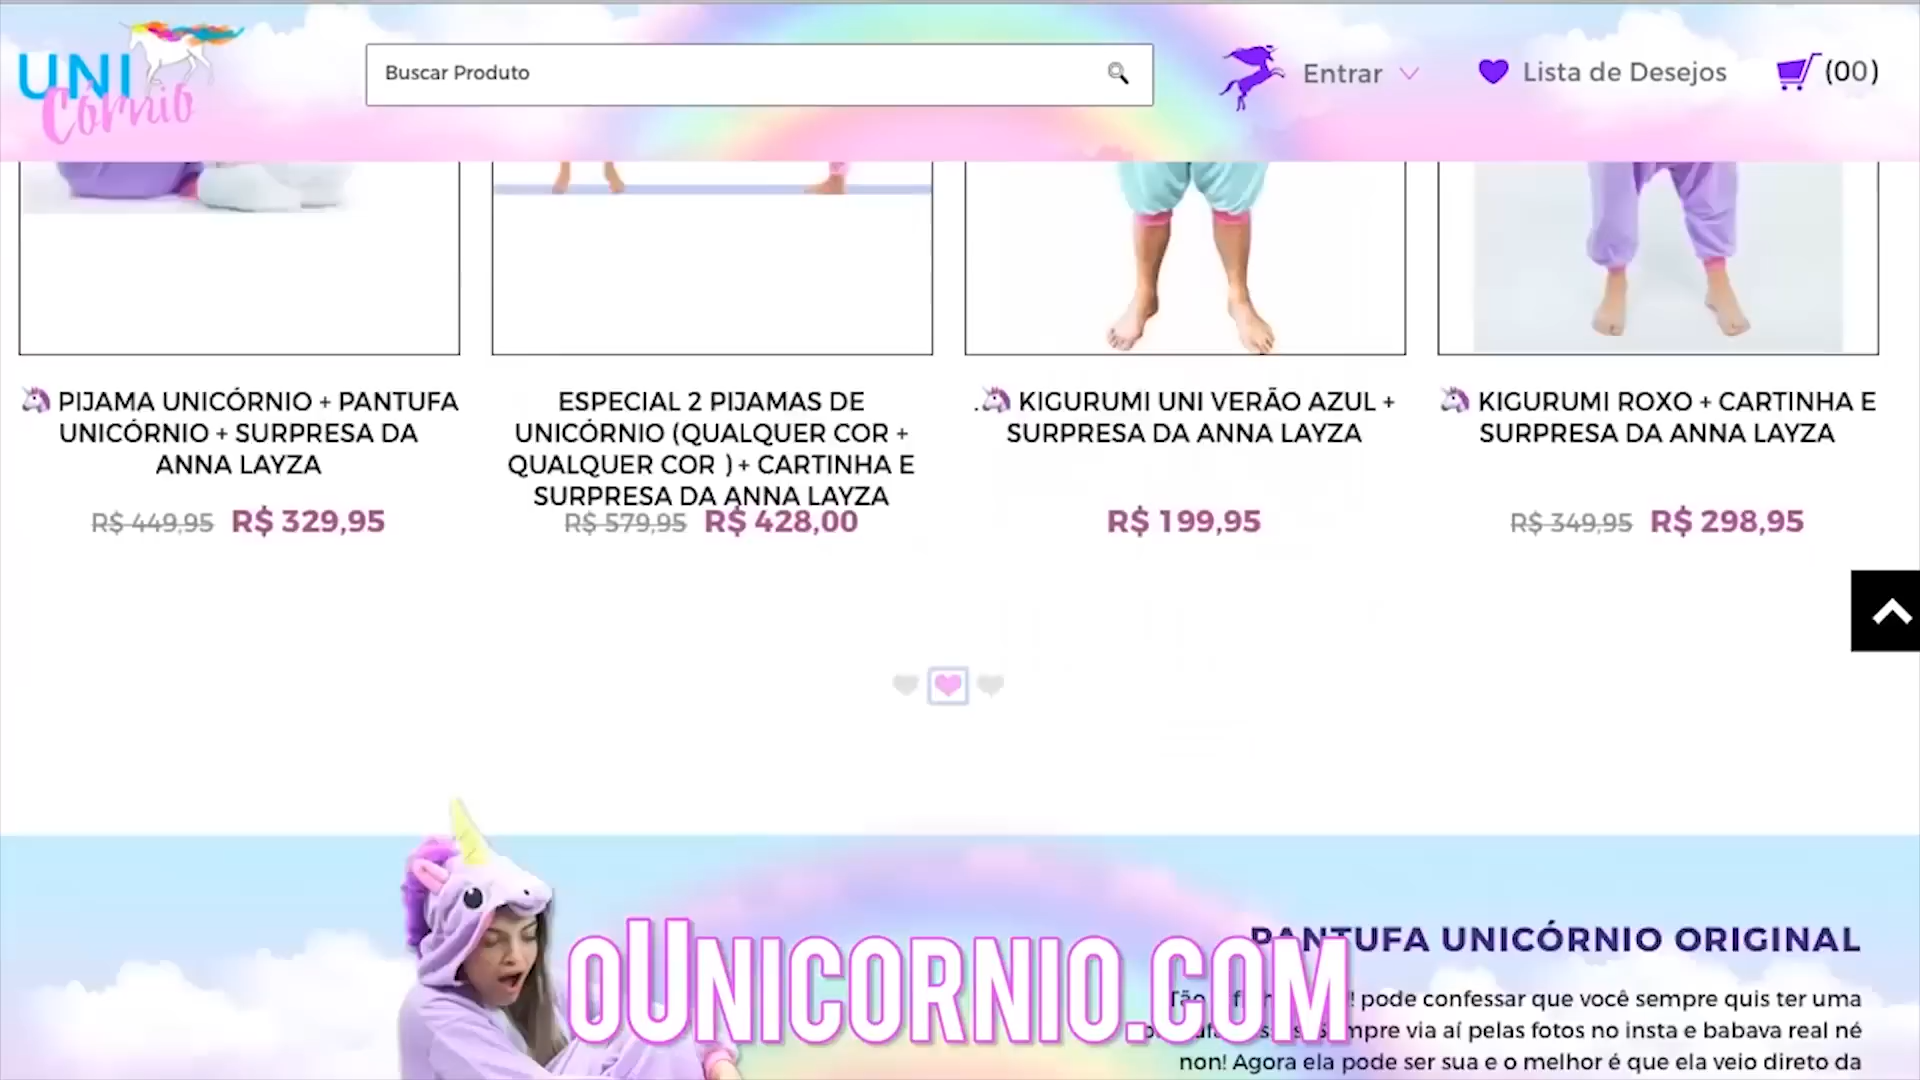 UNI
Córnio
Buscar Produto
Entrar
Lista de Desejos
(00)
PIJAMA UNICÓRNIO + PANTUFA
UNICÓRNIO + SURPRESA DA
ANNA LAYZA
R$ 449,95 R$ 329,95
ESPECIAL 2 PIJAMAS DE
UNICÓRNIO (QUALQUER COR +
QUALQUER COR ) + CARTINHA E
SURPRESA DA ANNA LAYZA
R$ 579,95 R$ 428,00
.🦄 KIGURUMI UNI VERÃO AZUL +
SURPRESA DA ANNA LAYZA
R$ 199,95
KIGURUMI ROXO + CARTINHA E
SURPRESA DA ANNA LAYZA
R$ 349,95 R$ 298,95
PANTUFA UNICÓRNIO ORIGINAL
oUNICORNIO.COM
pode confessar que você sempre quis ter uma
via aí pelas fotos no insta e babava real né
non! Agora ela pode ser sua e o melhor é que ela veio direto da